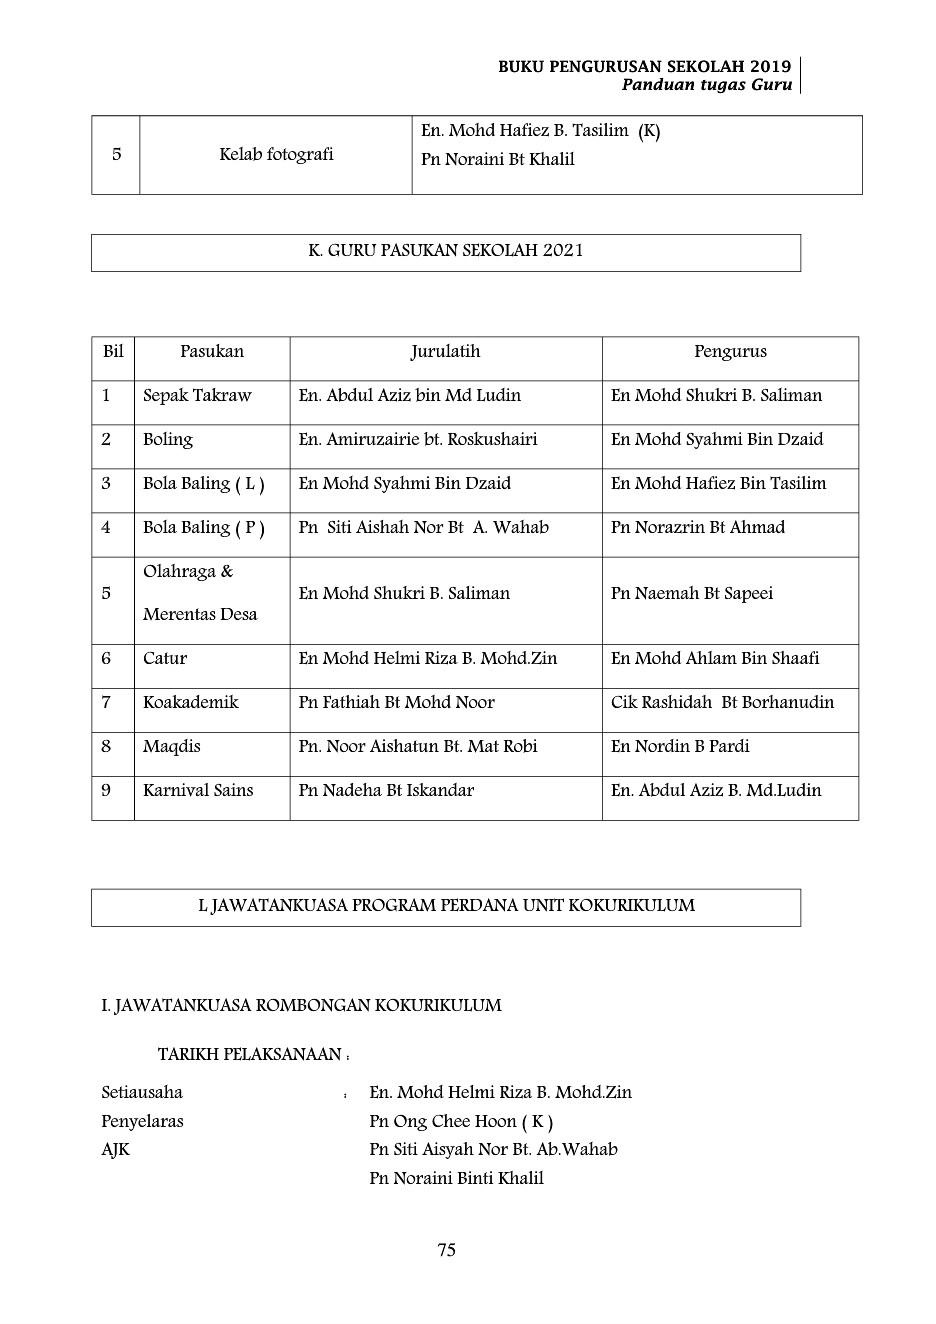 BUKU PENGURUSAN SEKOLAH 2019
Panduan tugas Guru
5 Kelab fotografi En. Mohd Hafiez B. Tasilim (K)
Pn Noraini Bt Khalil
K. GURU PASUKAN SEKOLAH 2021
Bil Pasukan Jurulatih Pengurus
1 Sepak Takraw En. Abdul Aziz bin Md Ludin En Mohd Shukri B. Saliman
2 Boling En. Amiruzairie bt. Roskushairi En Mohd Syahmi Bin Dzaid
3 Bola Baling ( L ) En Mohd Syahmi Bin Dzaid En Mohd Hafiez Bin Tasilim
4 Bola Baling ( P ) Pn Siti Aishah Nor Bt A. Wahab Pn Norazrin Bt Ahmad
5 Olahraga &
Merentas Desa En Mohd Shukri B. Saliman Pn Naemah Bt Sapeei
6 Catur En Mohd Helmi Riza B. Mohd.Zin En Mohd Ahlam Bin Shaafi
7 Koakademik Pn Fathiah Bt Mohd Noor Cik Rashidah Bt Borhanudin
8 Maqdis Pn. Noor Aishatun Bt. Mat Robi En Nordin B Pardi
9 Karnival Sains Pn Nadeha Bt Iskandar En. Abdul Aziz B. Md.Ludin
L JAWATANKUASA PROGRAM PERDANA UNIT KOKURIKULUM
I. JAWATANKUASA ROMBONGAN KOKURIKULUM
TARIKH PELAKSANAAN :
Setiausaha : En. Mohd Helmi Riza B. Mohd.Zin
Penyelaras Pn Ong Chee Hoon ( K )
AJK Pn Siti Aisyah Nor Bt. Ab.Wahab
Pn Noraini Binti Khalil
75